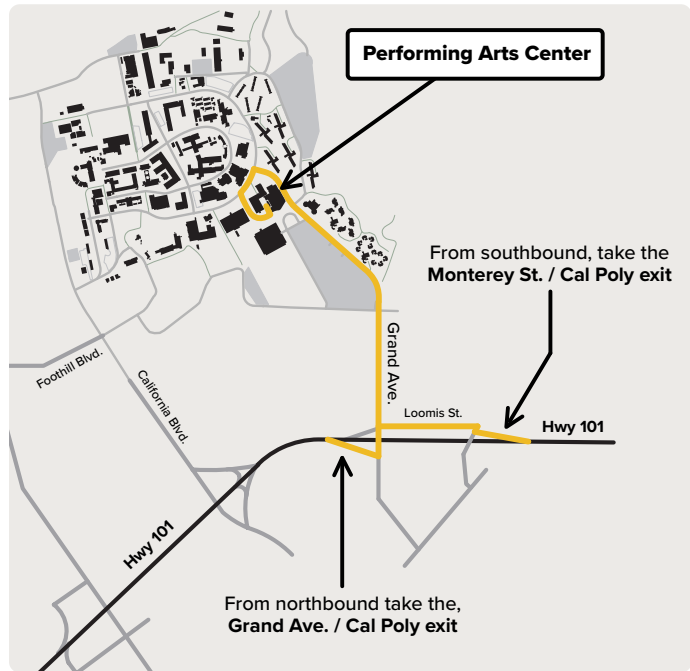 Performing Arts Center
From southbound, take the
Monterey St. / Cal Poly exit
Grand Ave.
Foothill Blvd.
California Blvd.
Loomis St.
Hwy 101
Hwy 101
From northbound take the,
Grand Ave. / Cal Poly exit